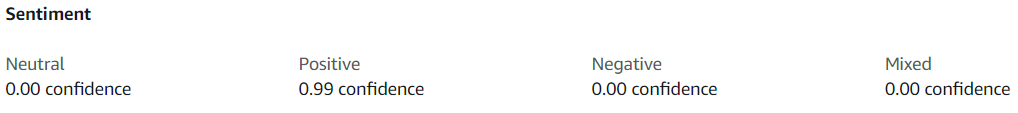 Sentiment
Neutral Positive Negative Mixed
0.00 confidence 0.99 confidence 0.00 confidence 0.00 confidence